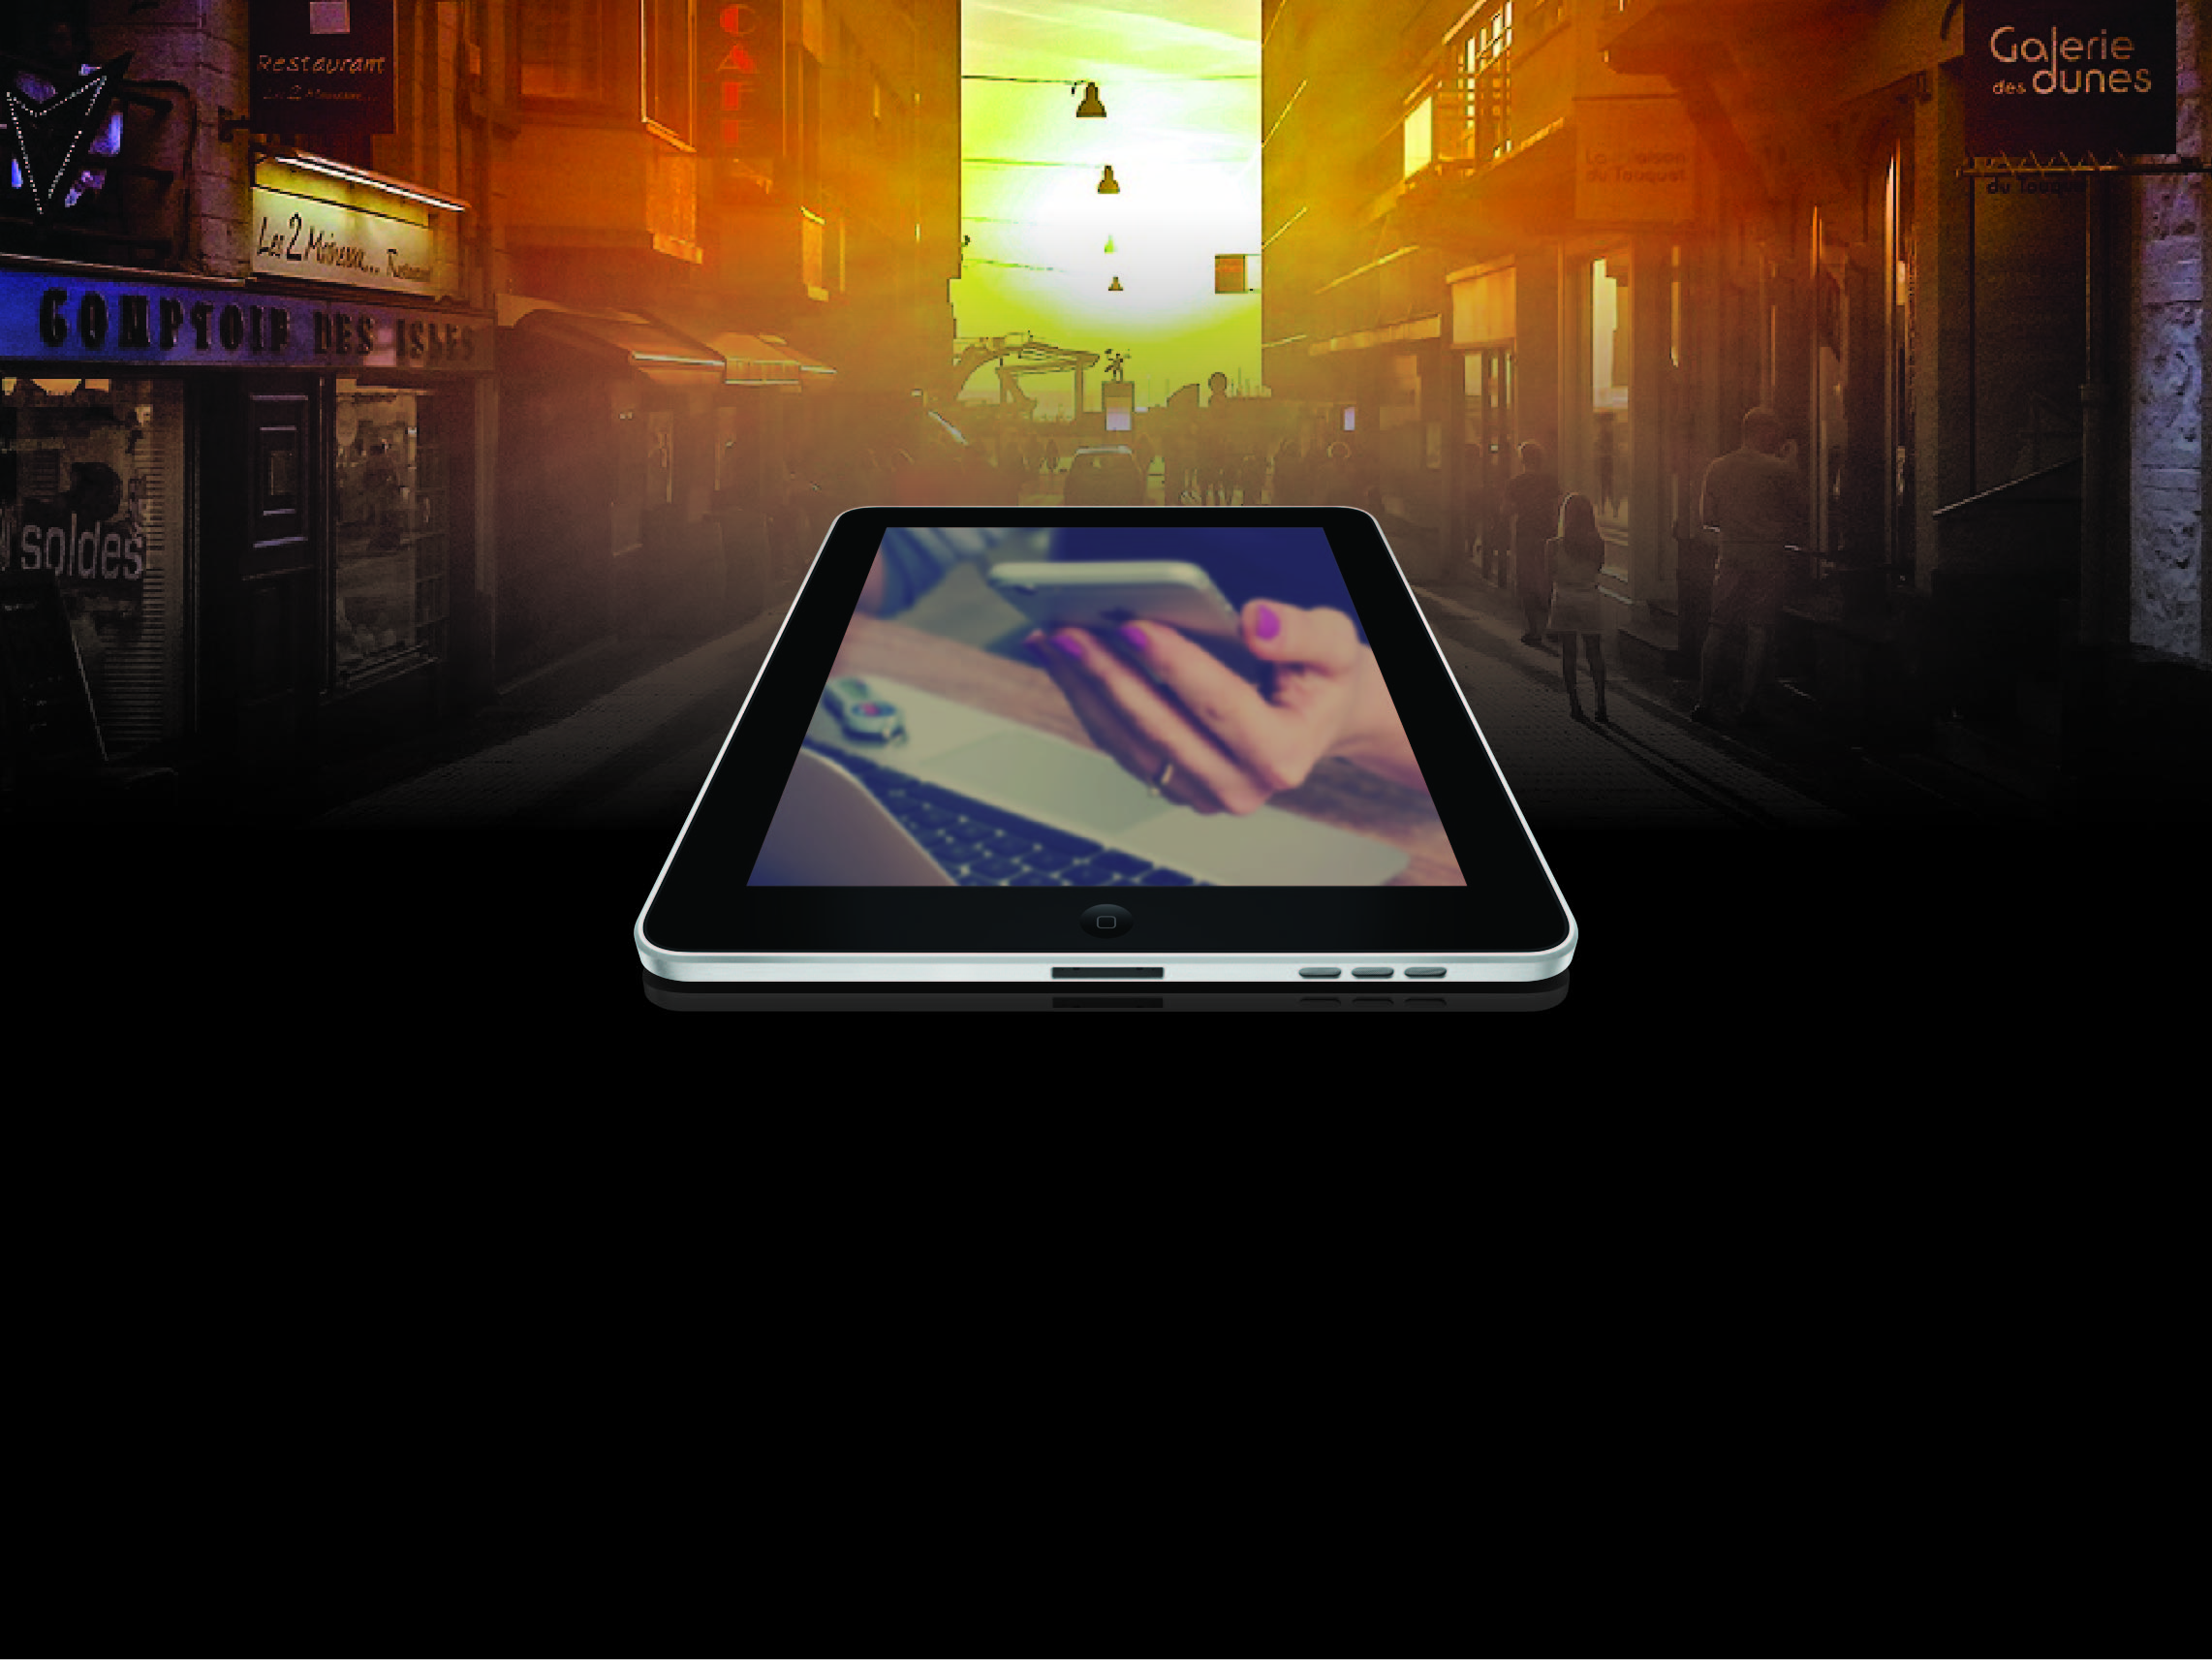 Restaurant
CAFE
Galerie
des dunes
La Maison
du Touquet
du Touquet
Les 2 Moineaux... Restaurant
COMPTOIR DES ISLES
soldes